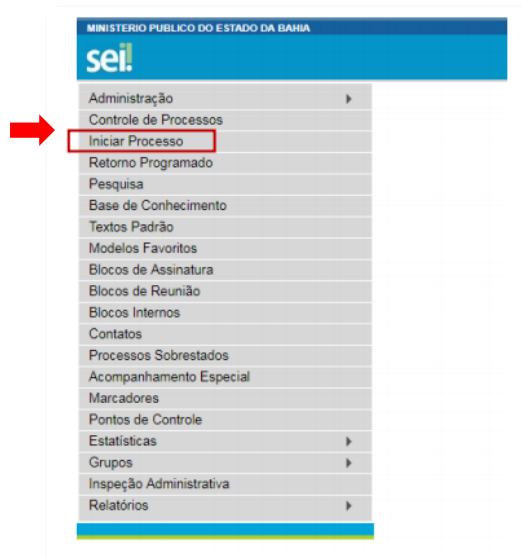 MINISTERIO PUBLICO DO ESTADO DA BAHIA
sei!
Administração
Controle de Processos
Iniciar Processo
Retorno Programado
Pesquisa
Base de Conhecimento
Textos Padrão
Modelos Favoritos
Blocos de Assinatura
Blocos de Reunião
Blocos Internos
Contatos
Processos Sobrestados
Acompanhamento Especial
Marcadores
Pontos de Controle
Estatísticas
Grupos
Inspeção Administrativa
Relatórios